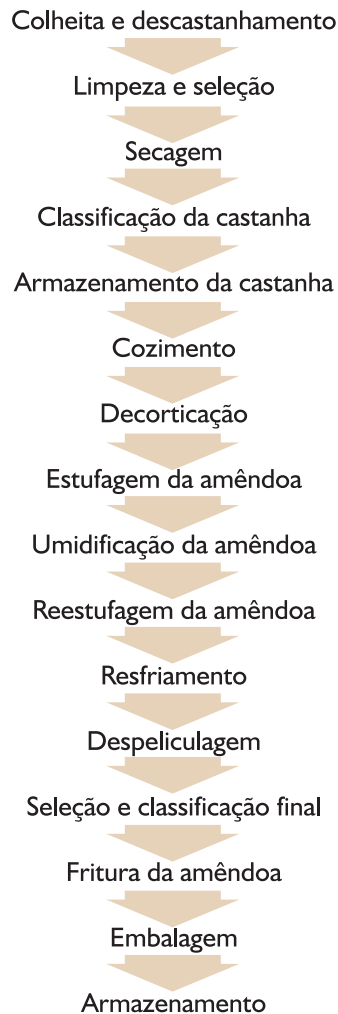 Colheita e descastanhamento
Limpeza e seleção
Secagem
Classificação da castanha
Armazenamento da castanha
Cozimento
Decorticação
Estufagem da amêndoa
Umidificação da amêndoa
Reestufagem da amêndoa
Resfriamento
Despeliculagem
Seleção e classificação final
Fritura da amêndoa
Embalagem
Armazenamento